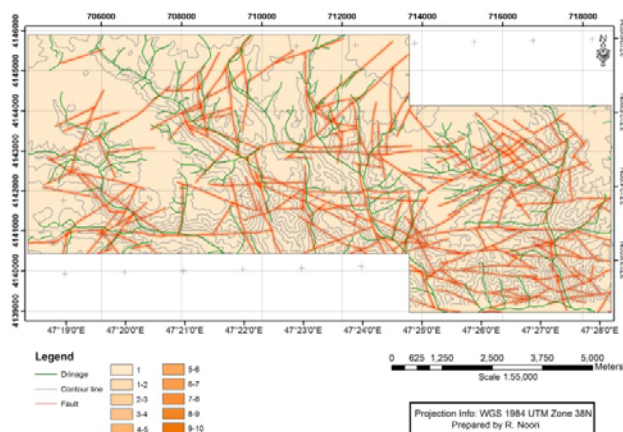 706000 708000 710000 712000 714000 716000 718000
4146000
4145000
4144000
4143000
4142000
4141000
4140000
4139000
47°19'0"E 47°20'0"E 47°21'0"E 47°22'0"E 47°23'0"E 47°24'0"E 47°25'0"E 47°26'0"E 47°27'0"E 47°28'0"E
Legend
Drinage
Contour line
Fault
1
1-2
2-3
3-4
4-5
5-6
6-7
7-8
8-9
9-10
0 625 1,250 2,500 3,750 5,000
Meters
Scale 1:55,000
Projection Info: WGS 1984 UTM Zone 38N
Prepared by R. Noori